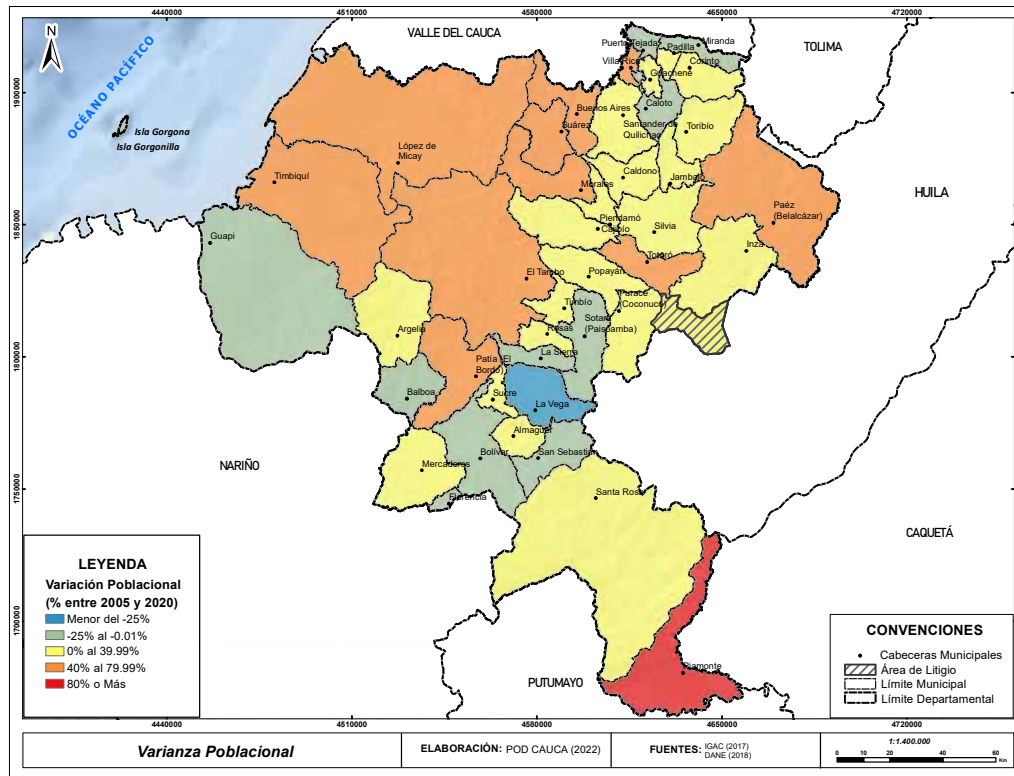 4440000
4510000
4580000
4650000
4720000
N
VALLE DEL CAUCA
TOLIMA
HUILA
CAQUETÁ
PUTUMAYO
NARIÑO
OCÉANO PACÍFICO
Isla Gorgona
Isla Gorgonilla
1900000
1850000
1800000
1750000
1700000
Puerto Tejada
Miranda
Padilla
Villa Rica
Corinto
Guachené
Buenos Aires
Caloto
Suárez
Santander de
Quilichao
Toribío
López de
Micay
Caldono
Jambaló
Timbiquí
Morales
Páez
(Belalcázar)
Piendamó
Cajibío
Silvia
Guapi
Inzá
Totoró
El Tambo
Popayán
Puracé
(Coconuco)
Timbío
Sotará
(Paispamba)
Argelia
Rosas
La Sierra
Patía (El
Bordo)
Balboa
Sucre
La Vega
Almaguer
Mercaderes
Bolívar
San Sebastián
Florencia
Santa Rosa
Piamonte
LEYENDA
Variación Poblacional
(% entre 2005 y 2020)
Menor del -25%
-25% al -0.01%
0% al 39.99%
40% al 79.99%
80% o Más
CONVENCIONES
Cabeceras Municipales
Área de Litigio
Límite Municipal
Límite Departamental
4440000
4510000
4580000
4650000
4720000
Varianza Poblacional
ELABORACIÓN: POD CAUCA (2022)
FUENTES: IGAC (2017)
DANE (2018)
1:1.400.000
0 10 20 40 60
Km